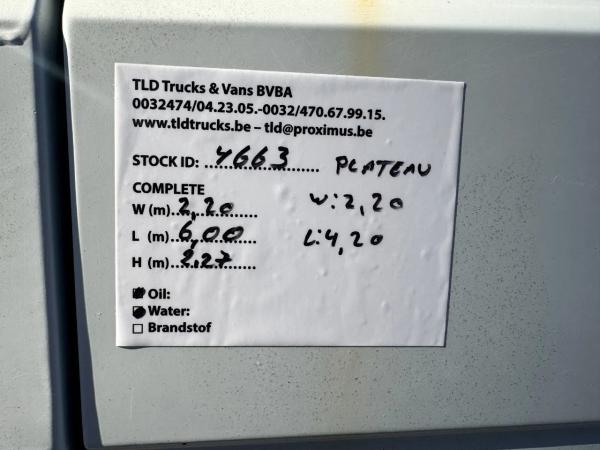 TLD Trucks & Vans BVBA
0032474/04.23.05.-0032/470.67.99.15.
www.tldtrucks.be – tld@proximus.be
STOCK ID: 4663 PLATEAU
COMPLETE
W (m) 2,20 W: 2,20
L (m) 6,00 L: 4,20
H (m) 2,27
Oil:
Water:
Brandstof